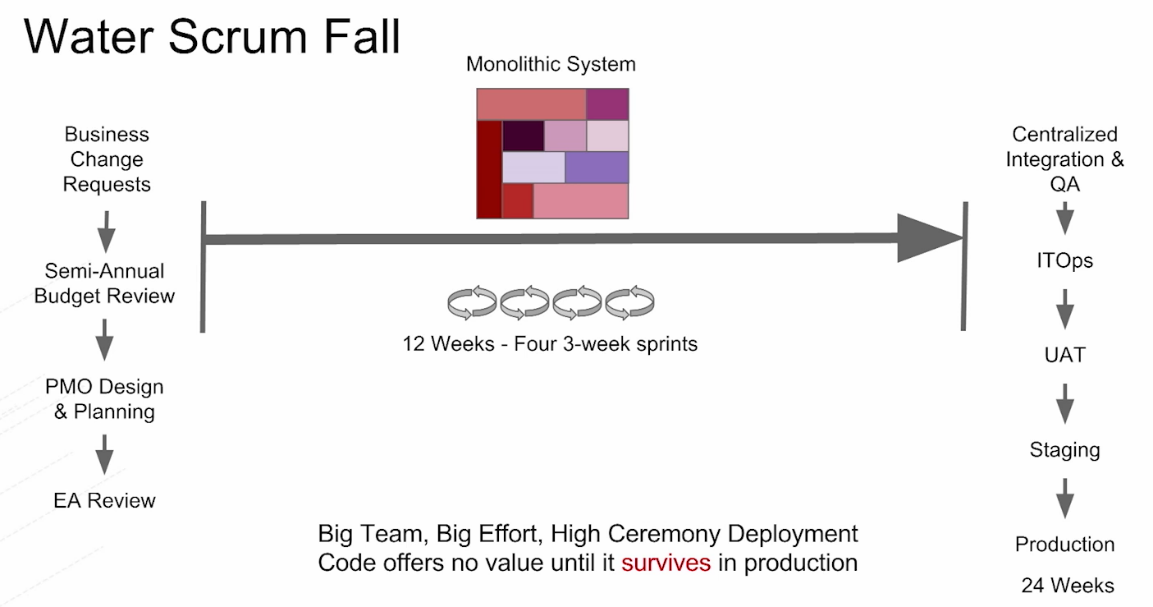 Water Scrum Fall
Monolithic System
Business
Change
Requests
Semi-Annual
Budget Review
PMO Design
& Planning
EA Review
12 Weeks - Four 3-week sprints
Centralized
Integration &
QA
ITOps
UAT
Staging
Production
24 Weeks
Big Team, Big Effort, High Ceremony Deployment
Code offers no value until it survives in production